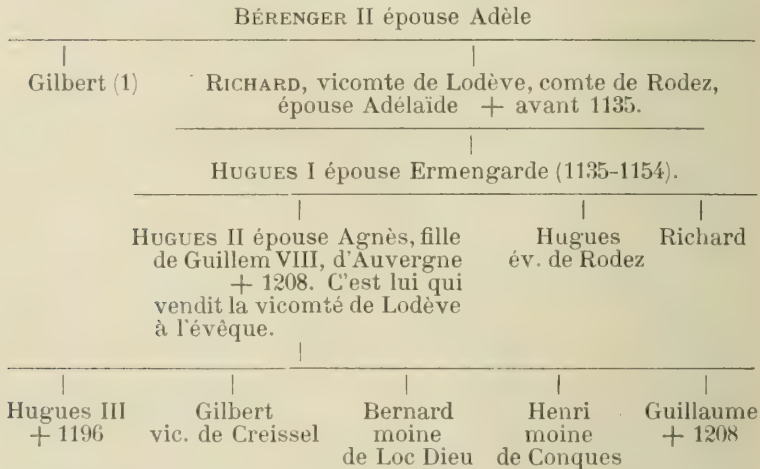 BÉRENGER II épouse Adèle
Gilbert (1)
RICHARD, vicomte de Lodève, comte de Rodez,
épouse Adélaïde + avant 1135.
HUGUES I épouse Ermengarde (1135-1154).
HUGUES II épouse Agnès, fille
de Guillem VIII, d'Auvergne
+ 1208. C'est lui qui
vendit la vicomté de Lodève
à l'évêque.
Hugues
év. de Rodez
Richard
Hugues III
+ 1196
Gilbert
vic. de Creissel
Bernard
moine
de Loc Dieu
Henri
moine
de Conques
Guillaume
+ 1208